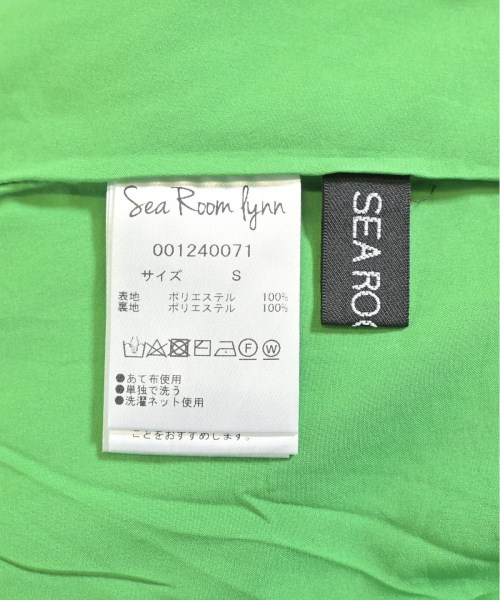 Sea Room lynn
001240071
サイズ S
表地 ポリエステル 100%
裏地 ポリエステル 100%
F W
●あて布使用
●単独で洗う
●洗濯ネット使用
ことをおすすめします。
SEA ROO